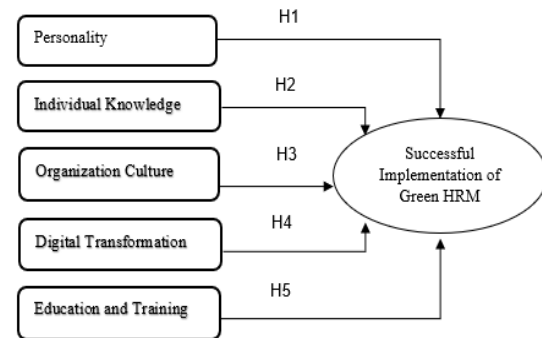 Personality
H1
Individual Knowledge
H2
Organization Culture
H3
Digital Transformation
H4
Education and Training
H5
Successful
Implementation of
Green HRM